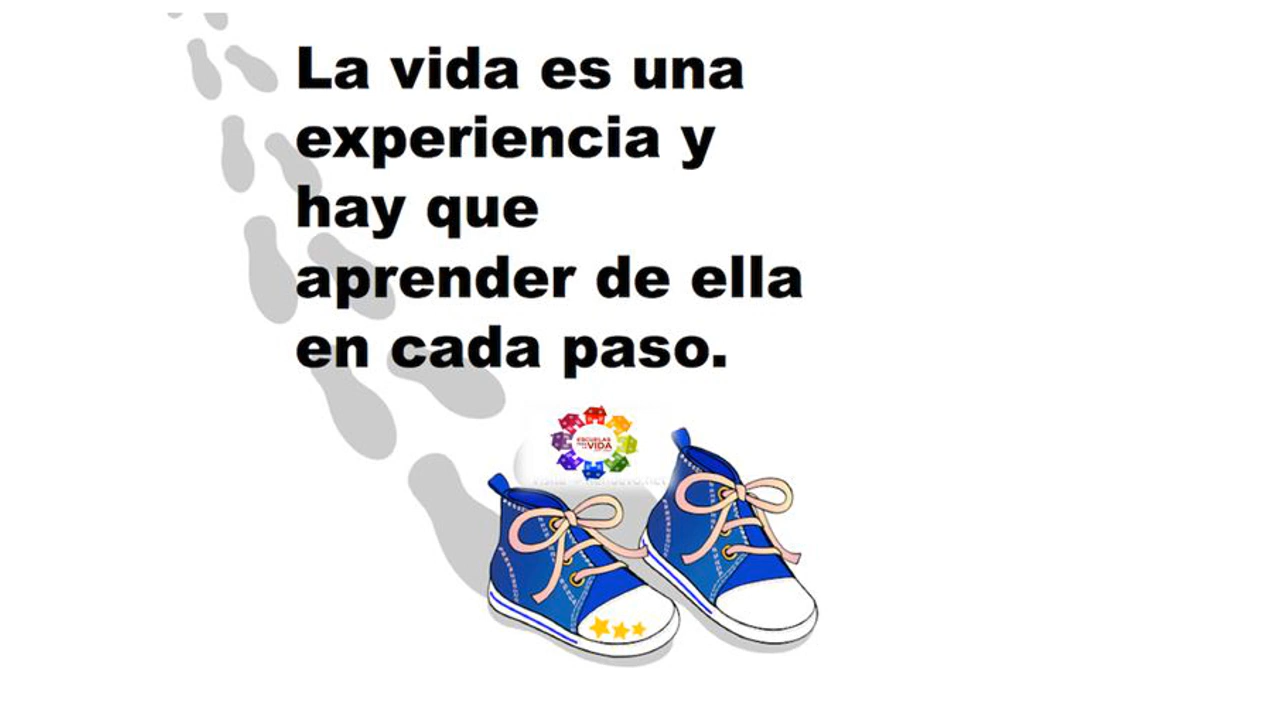 La vida es una
experiencia y
hay que
aprender de ella
en cada paso.
ESCUELAS
VIDA